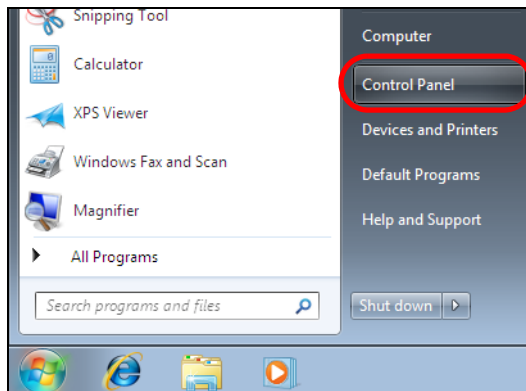 Snipping Tool
Calculator
XPS Viewer
Windows Fax and Scan
Magnifier
All Programs
Search programs and files
Computer
Control Panel
Devices and Printers
Default Programs
Help and Support
Shut down